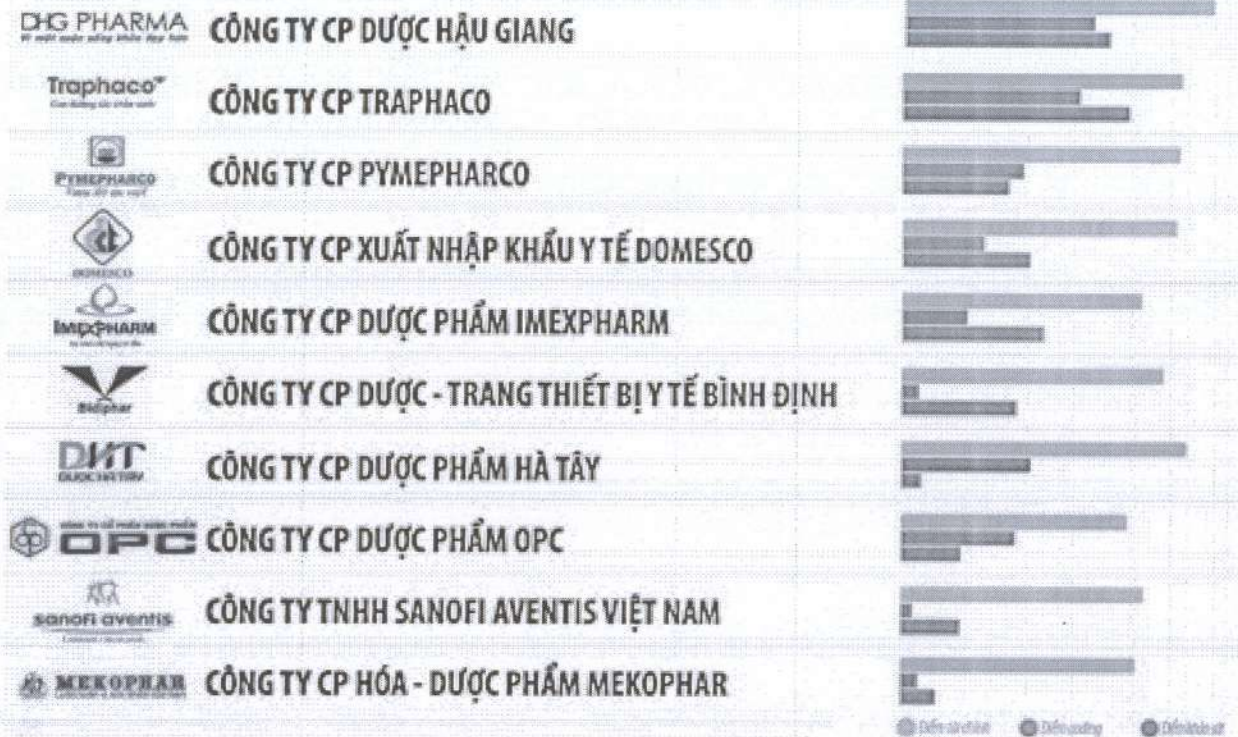 DHG PHARMA
CÔNG TY CP DƯỢC HẬU GIANG
Traphaco
CÔNG TY CP TRAPHACO
PYMEPHARCO
CÔNG TY CP PYMEPHARCO
DOMESCO
CÔNG TY CP XUẤT NHẬP KHẨU Y TẾ DOMESCO
IMEXPHARM
CÔNG TY CP DƯỢC PHẨM IMEXPHARM
Bidiphar
CÔNG TY CP DƯỢC - TRANG THIẾT BỊ Y TẾ BÌNH ĐỊNH
DHT
CÔNG TY CP DƯỢC PHẨM HÀ TÂY
OPC
CÔNG TY CP DƯỢC PHẨM OPC
sanofi aventis
CÔNG TY TNHH SANOFI AVENTIS VIỆT NAM
MEKOPHAR
CÔNG TY CP HÓA - DƯỢC PHẨM MEKOPHAR